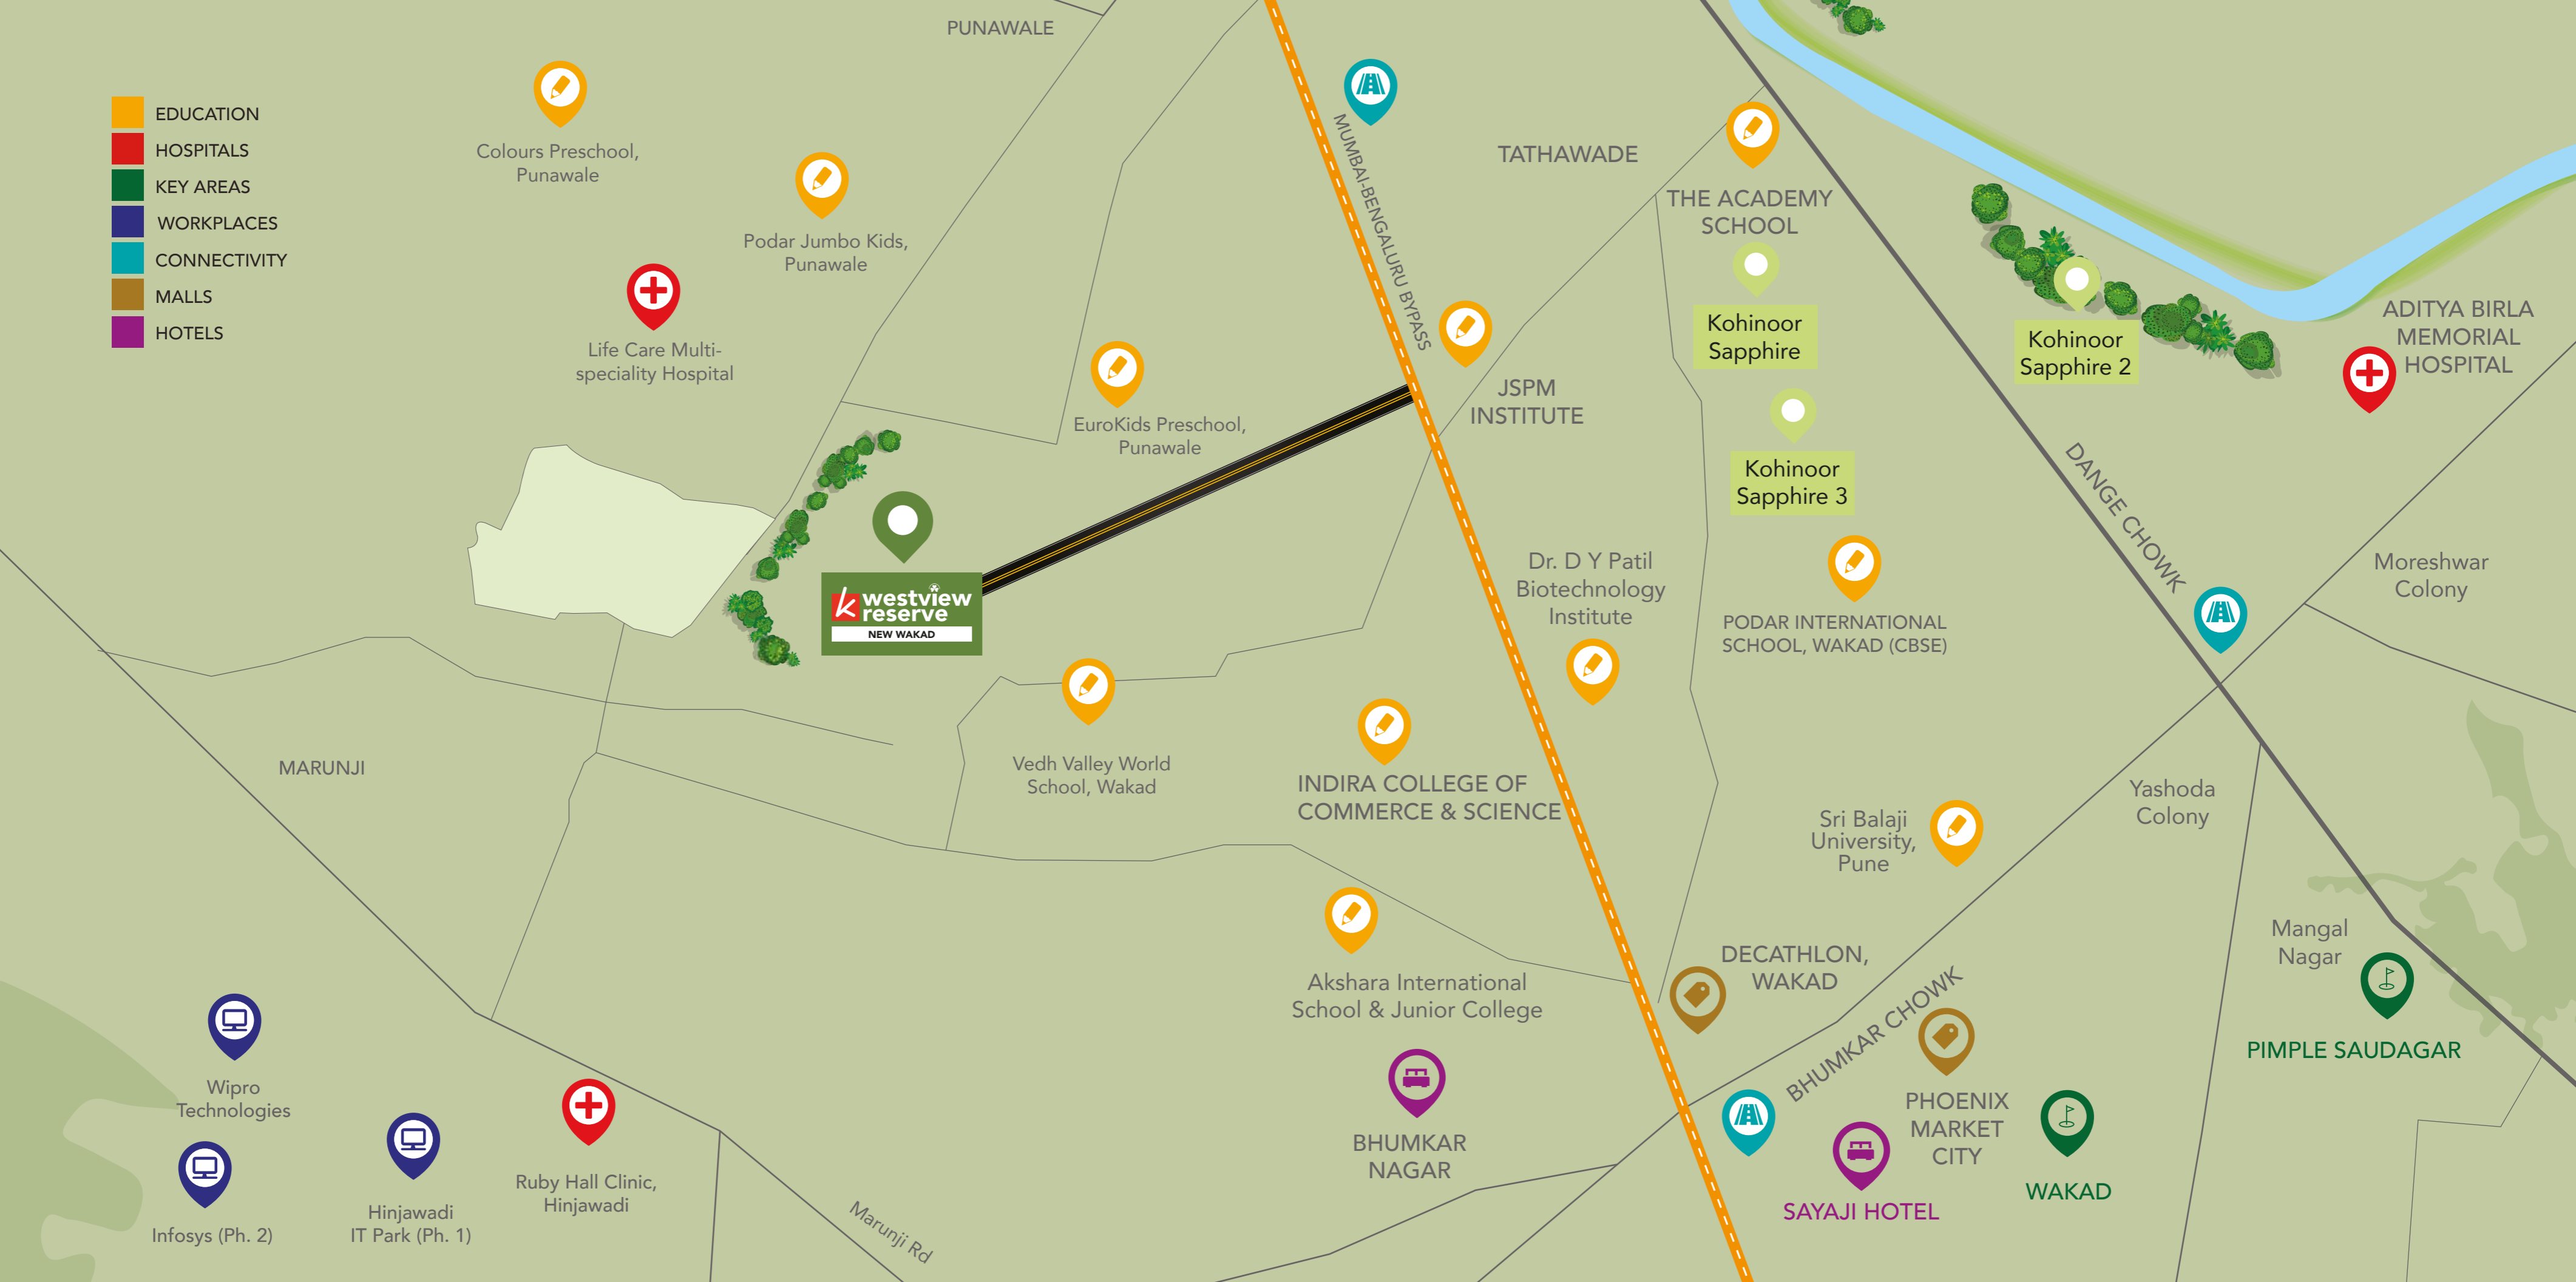 EDUCATION
HOSPITALS
KEY AREAS
WORKPLACES
CONNECTIVITY
MALLS
HOTELS
PUNAWALE
Colours Preschool,
Punawale
Podar Jumbo Kids,
Punawale
Life Care Multi-
speciality Hospital
EuroKids Preschool,
Punawale
MUMBAI-BENGALURU BYPASS
TATHAWADE
THE ACADEMY
SCHOOL
Kohinoor
Sapphire
Kohinoor
Sapphire 2
ADITYA BIRLA
MEMORIAL
HOSPITAL
JSPM
INSTITUTE
Kohinoor
Sapphire 3
DANGE CHOWK
Moreshwar
Colony
k westview
reserve
NEW WAKAD
Dr. D Y Patil
Biotechnology
Institute
PODAR INTERNATIONAL
SCHOOL, WAKAD (CBSE)
MARUNJI
Vedh Valley World
School, Wakad
INDIRA COLLEGE OF
COMMERCE & SCIENCE
Sri Balaji
University,
Pune
Yashoda
Colony
Akshara International
School & Junior College
DECATHLON,
WAKAD
BHUMKAR CHOWK
Mangal
Nagar
PIMPLE SAUDAGAR
Wipro
Technologies
Infosys (Ph. 2)
Hinjawadi
IT Park (Ph. 1)
Ruby Hall Clinic,
Hinjawadi
Marunji Rd
BHUMKAR
NAGAR
PHOENIX
MARKET
CITY
SAYAJI HOTEL
WAKAD